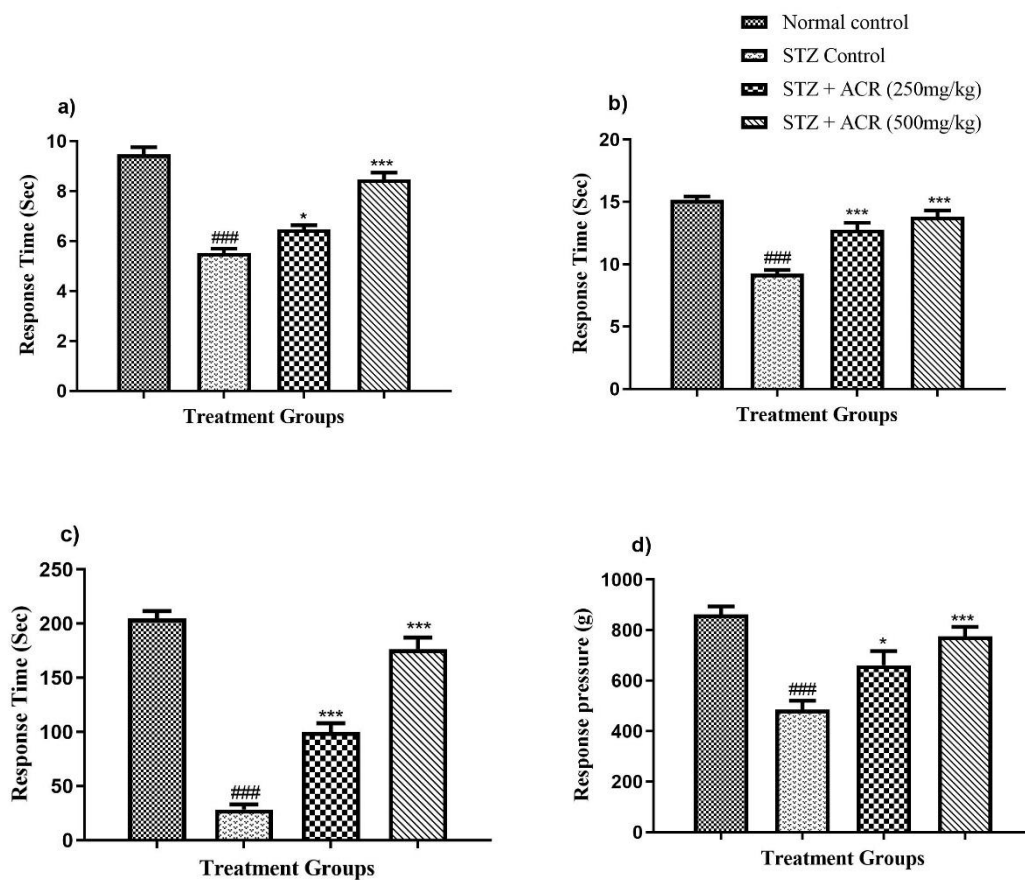 Normal control
STZ Control
STZ + ACR (250mg/kg)
STZ + ACR (500mg/kg)
a)
Response Time (Sec)
10
8
6
4
2
0
###
*
***
Treatment Groups
b)
Response Time (Sec)
20
15
10
5
0
###
***
***
Treatment Groups
c)
Response Time (Sec)
250
200
150
100
50
0
###
***
***
Treatment Groups
d)
Response pressure (g)
1000
800
600
400
200
0
###
*
***
Treatment Groups